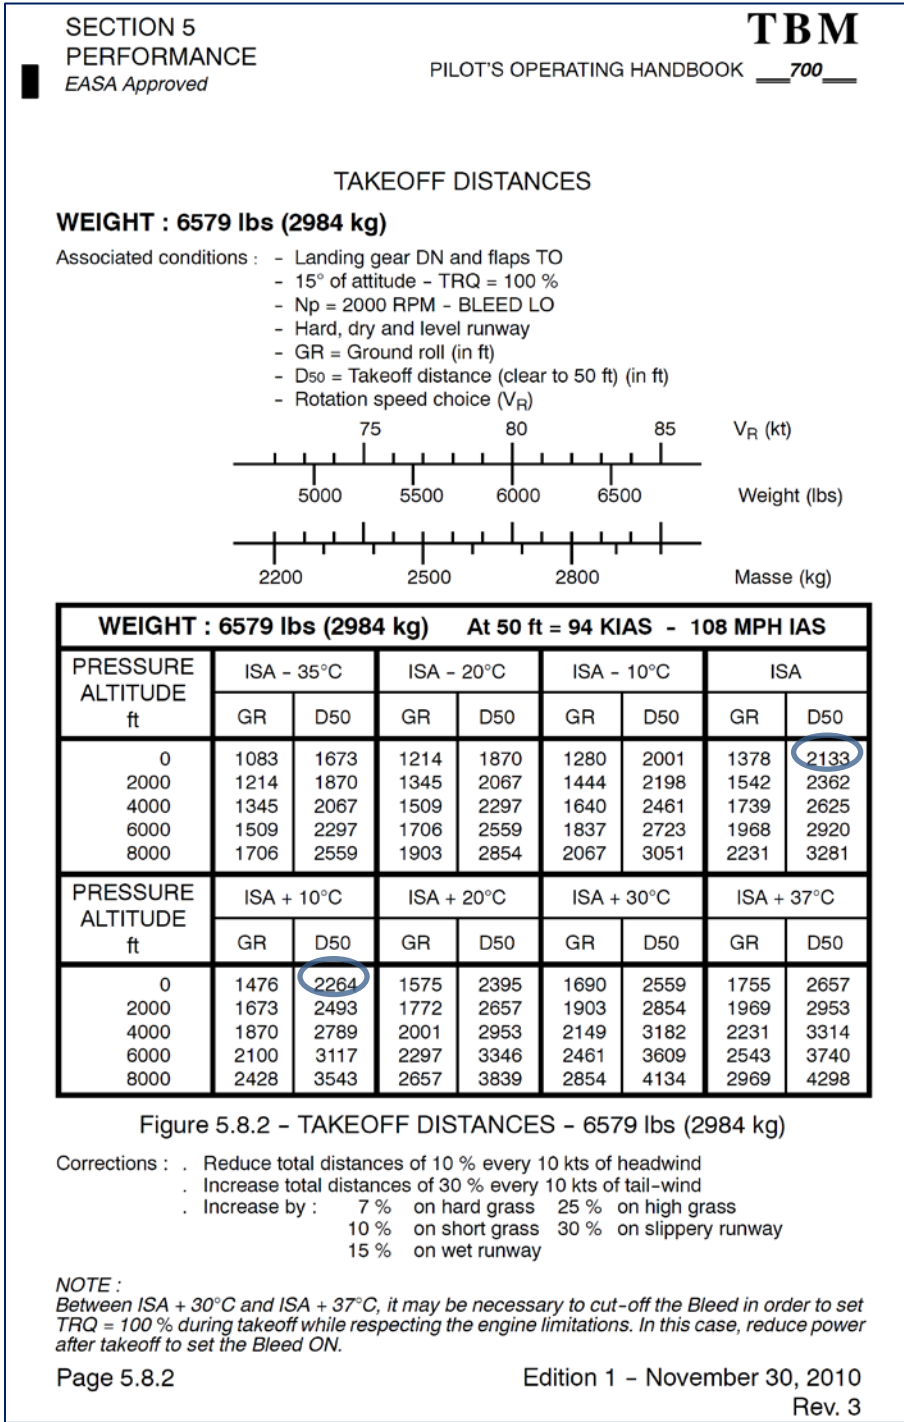 SECTION 5
PERFORMANCE
EASA Approved
TBM
PILOT'S OPERATING HANDBOOK 700
TAKEOFF DISTANCES
WEIGHT : 6579 lbs (2984 kg)
Associated conditions : - Landing gear DN and flaps TO
- 15° of attitude - TRQ = 100 %
- Np = 2000 RPM - BLEED LO
- Hard, dry and level runway
- GR = Ground roll (in ft)
- D50 = Takeoff distance (clear to 50 ft) (in ft)
- Rotation speed choice (VR)
75 80 85 VR (kt)
5000 5500 6000 6500 Weight (lbs)
2200 2500 2800 Masse (kg)
WEIGHT : 6579 lbs (2984 kg) At 50 ft = 94 KIAS - 108 MPH IAS
PRESSURE ALTITUDE ft ISA - 35°C ISA - 20°C ISA - 10°C ISA
GR D50 GR D50 GR D50 GR D50
0 1083 1673 1214 1870 1280 2001 1378 2133
2000 1214 1870 1345 2067 1444 2198 1542 2362
4000 1345 2067 1509 2297 1640 2461 1739 2625
6000 1509 2297 1706 2559 1837 2723 1968 2920
8000 1706 2559 1903 2854 2067 3051 2231 3281
PRESSURE ALTITUDE ft ISA + 10°C ISA + 20°C ISA + 30°C ISA + 37°C
GR D50 GR D50 GR D50 GR D50
0 1476 2264 1575 2395 1690 2559 1755 2657
2000 1673 2493 1772 2657 1903 2854 1969 2953
4000 1870 2789 2001 2953 2149 3182 2231 3314
6000 2100 3117 2297 3346 2461 3609 2543 3740
8000 2428 3543 2657 3839 2854 4134 2969 4298
Figure 5.8.2 - TAKEOFF DISTANCES - 6579 lbs (2984 kg)
Corrections : . Reduce total distances of 10 % every 10 kts of headwind
. Increase total distances of 30 % every 10 kts of tail-wind
. Increase by : 7 % on hard grass 25 % on high grass
10 % on short grass 30 % on slippery runway
15 % on wet runway
NOTE :
Between ISA + 30°C and ISA + 37°C, it may be necessary to cut-off the Bleed in order to set
TRQ = 100 % during takeoff while respecting the engine limitations. In this case, reduce power
after takeoff to set the Bleed ON.
Page 5.8.2
Edition 1 - November 30, 2010
Rev. 3